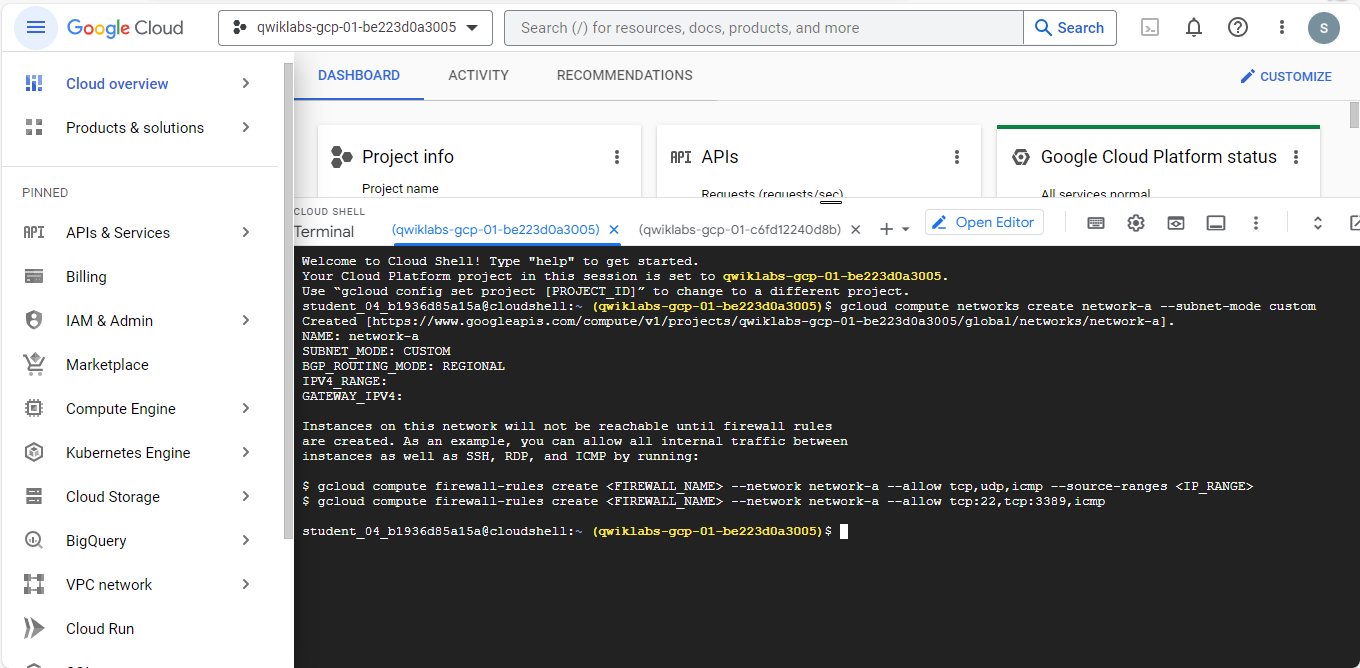 Google Cloud
qwiklabs-gcp-01-be223d0a3005
Search (/) for resources, docs, products, and more
Search
S
Cloud overview
Products & solutions
PINNED
API APIs & Services
Billing
IAM & Admin
Marketplace
Compute Engine
Kubernetes Engine
Cloud Storage
BigQuery
VPC network
Cloud Run
DASHBOARD
ACTIVITY
RECOMMENDATIONS
CUSTOMIZE
Project info
Project name
API APIs
Requests (requests/sec)
Google Cloud Platform status
All services normal
CLOUD SHELL
Terminal
(qwiklabs-gcp-01-be223d0a3005)
(qwiklabs-gcp-01-c6fd12240d8b)
Open Editor
Welcome to Cloud Shell! Type "help" to get started.
Your Cloud Platform project in this session is set to qwiklabs-gcp-01-be223d0a3005.
Use “gcloud config set project [PROJECT_ID]” to change to a different project.
student_04_b1936d85a15a@cloudshell:~ (qwiklabs-gcp-01-be223d0a3005)$ gcloud compute networks create network-a --subnet-mode custom
Created [https://www.googleapis.com/compute/v1/projects/qwiklabs-gcp-01-be223d0a3005/global/networks/network-a].
NAME: network-a
SUBNET_MODE: CUSTOM
BGP_ROUTING_MODE: REGIONAL
IPV4_RANGE:
GATEWAY_IPV4:
Instances on this network will not be reachable until firewall rules
are created. As an example, you can allow all internal traffic between
instances as well as SSH, RDP, and ICMP by running:
$ gcloud compute firewall-rules create <FIREWALL_NAME> --network network-a --allow tcp,udp,icmp --source-ranges <IP_RANGE>
$ gcloud compute firewall-rules create <FIREWALL_NAME> --network network-a --allow tcp:22,tcp:3389,icmp
student_04_b1936d85a15a@cloudshell:~ (qwiklabs-gcp-01-be223d0a3005)$